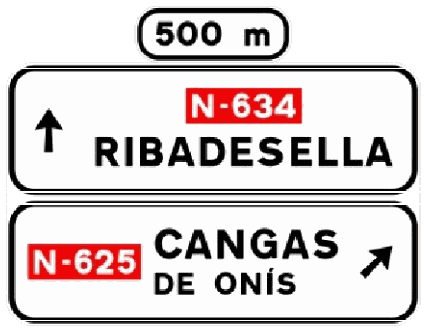 500 m
N-634
RIBADESELLA
N-625 CANGAS
DE ONÍS